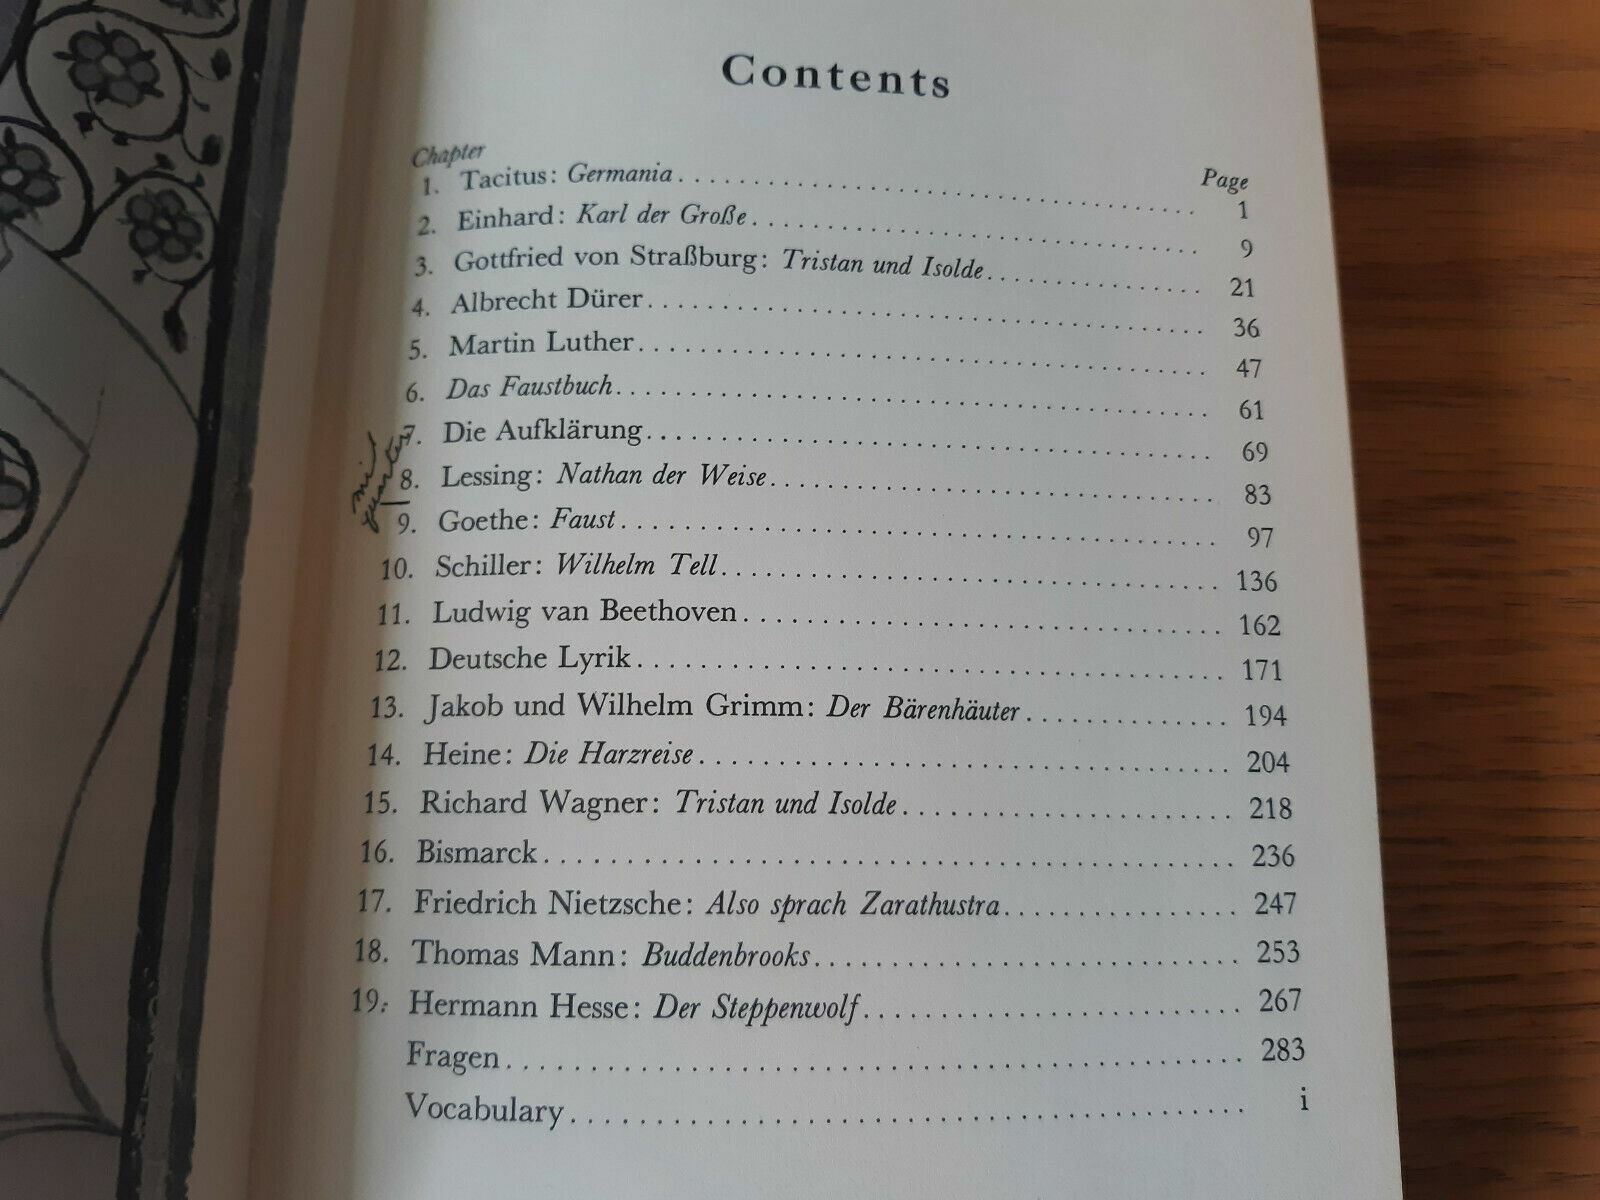 Contents
Chapter Page
1. Tacitus: Germania 1
2. Einhard: Karl der Große 9
3. Gottfried von Straßburg: Tristan und Isolde 21
4. Albrecht Dürer 36
5. Martin Luther 47
6. Das Faustbuch 61
7. Die Aufklärung 69
8. Lessing: Nathan der Weise 83
mid
quarter
9. Goethe: Faust 97
10. Schiller: Wilhelm Tell 136
11. Ludwig van Beethoven 162
12. Deutsche Lyrik 171
13. Jakob und Wilhelm Grimm: Der Bärenhäuter 194
14. Heine: Die Harzreise 204
15. Richard Wagner: Tristan und Isolde 218
16. Bismarck 236
17. Friedrich Nietzsche: Also sprach Zarathustra 247
18. Thomas Mann: Buddenbrooks 253
19. Hermann Hesse: Der Steppenwolf 267
Fragen 283
Vocabulary i